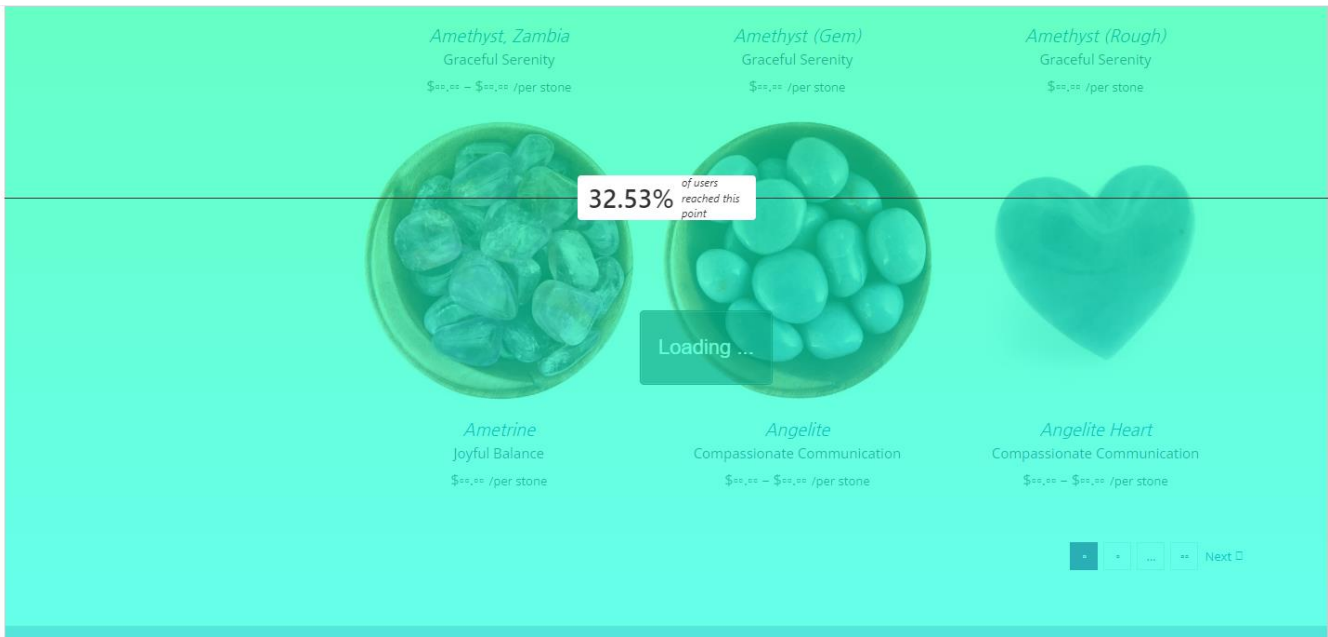 Amethyst, Zambia
Graceful Serenity
$▫▫.▫▫ – $▫▫.▫▫ /per stone
Amethyst (Gem)
Graceful Serenity
$▫▫.▫▫ /per stone
Amethyst (Rough)
Graceful Serenity
$▫▫.▫▫ /per stone
32.53%
of users
reached this
point
Loading ...
Ametrine
Joyful Balance
$▫▫.▫▫ /per stone
Angelite
Compassionate Communication
$▫▫.▫▫ – $▫▫.▫▫ /per stone
Angelite Heart
Compassionate Communication
$▫▫.▫▫ – $▫▫.▫▫ /per stone
▫ ▫ ... ▫▫ Next